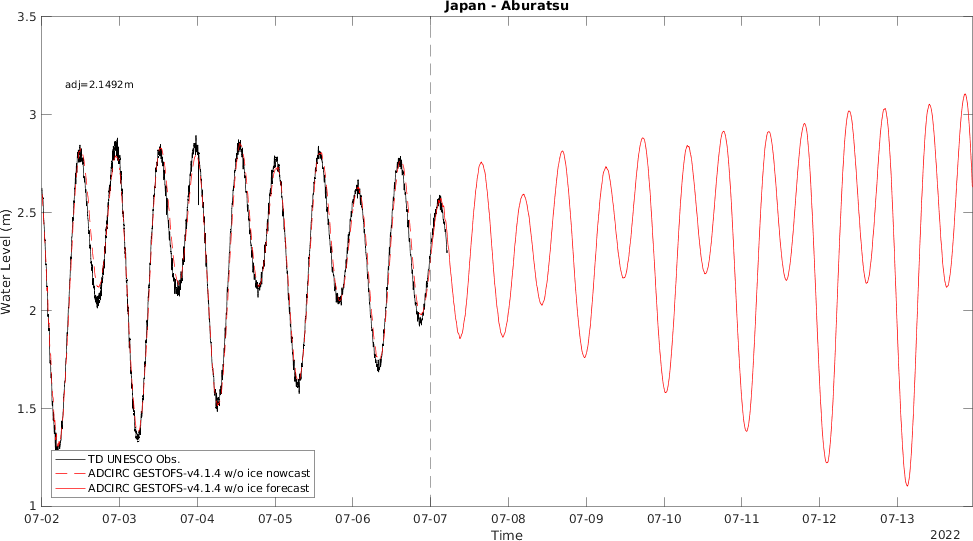 Japan - Aburatsu
3.5
adj=2.1492m
3
2.5
Water Level (m)
2
1.5
TD UNESCO Obs.
ADCIRC GESTOFS-v4.1.4 w/o ice nowcast
ADCIRC GESTOFS-v4.1.4 w/o ice forecast
1
07-02 07-03 07-04 07-05 07-06 07-07 07-08 07-09 07-10 07-11 07-12 07-13
Time
2022